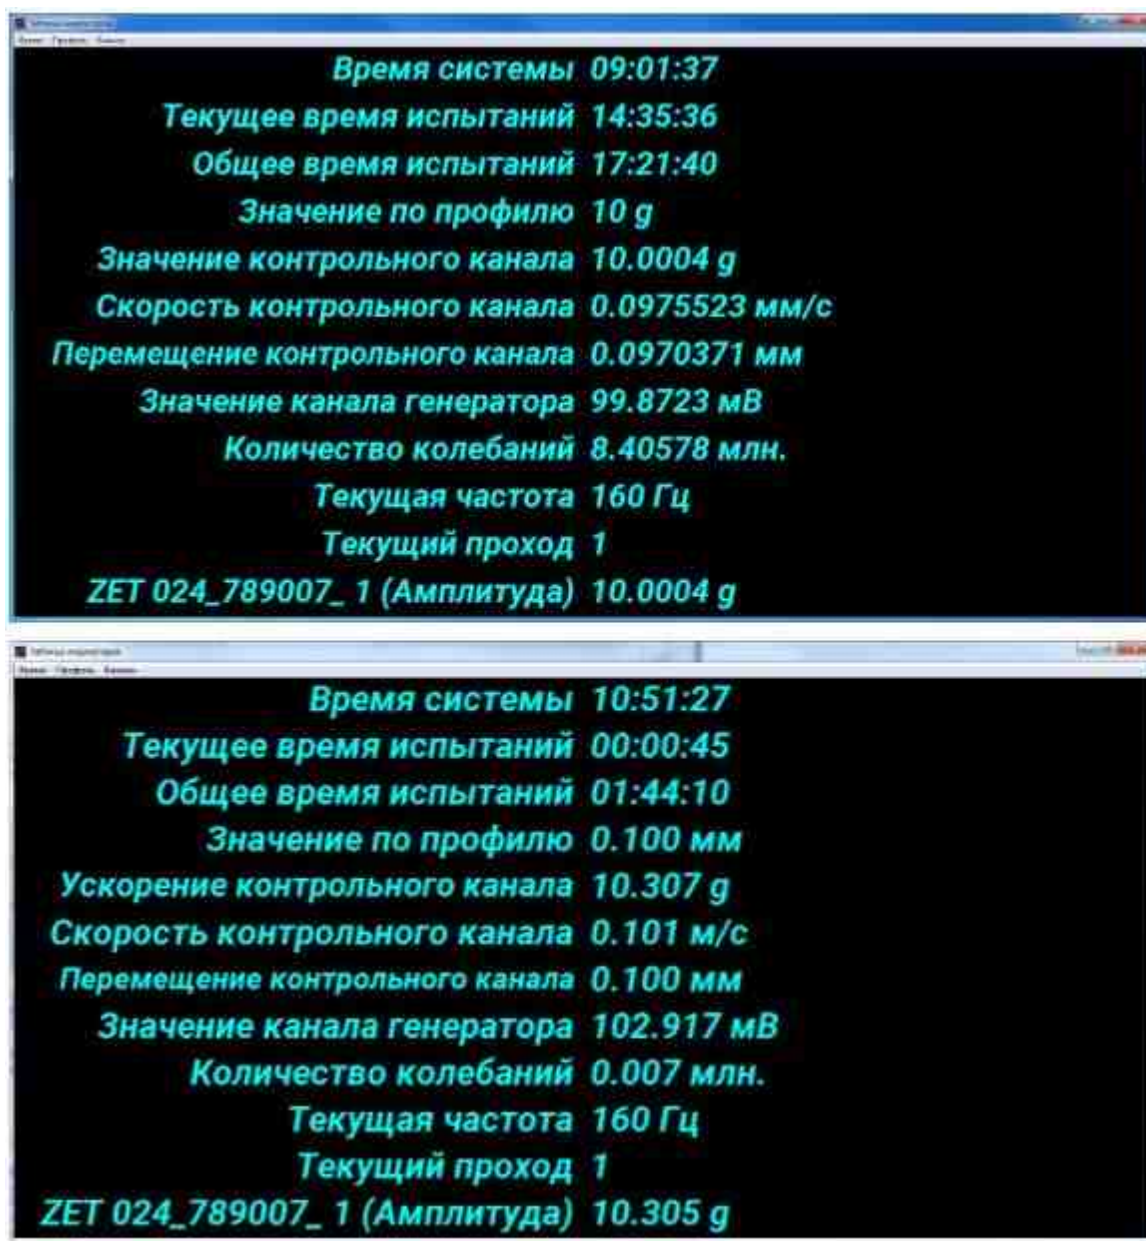 Время системы 09:01:37
Текущее время испытаний 14:35:36
Общее время испытаний 17:21:40
Значение по профилю 10 g
Значение контрольного канала 10.0004 g
Скорость контрольного канала 0.0975523 мм/с
Перемещение контрольного канала 0.0970371 мм
Значение канала генератора 99.8723 мВ
Количество колебаний 8.40578 млн.
Текущая частота 160 Гц
Текущий проход 1
ZET 024_789007_ 1 (Амплитуда) 10.0004 g
Время системы 10:51:27
Текущее время испытаний 00:00:45
Общее время испытаний 01:44:10
Значение по профилю 0.100 мм
Ускорение контрольного канала 10.307 g
Скорость контрольного канала 0.101 м/с
Перемещение контрольного канала 0.100 мм
Значение канала генератора 102.917 мВ
Количество колебаний 0.007 млн.
Текущая частота 160 Гц
Текущий проход 1
ZET 024_789007_ 1 (Амплитуда) 10.305 g